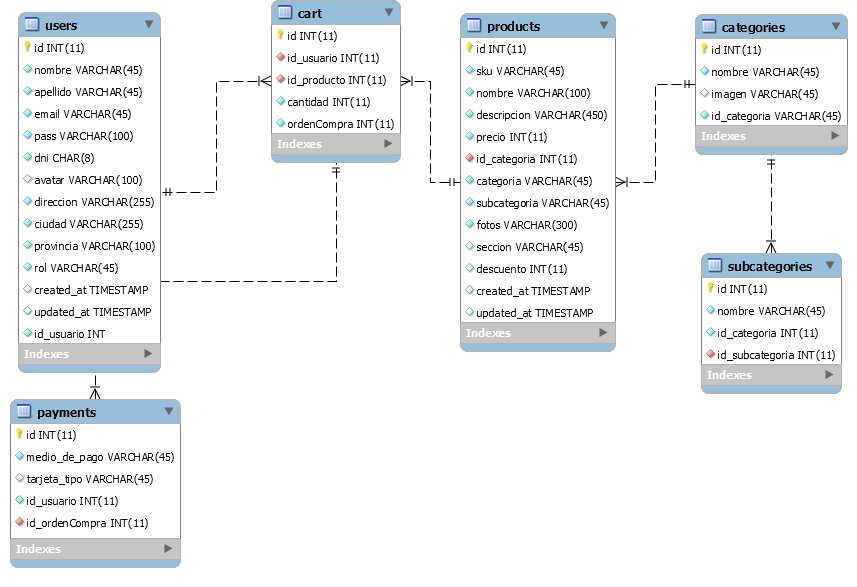 users
id INT(11)
nombre VARCHAR(45)
apellido VARCHAR(45)
email VARCHAR(45)
pass VARCHAR(100)
dni CHAR(8)
avatar VARCHAR(100)
direccion VARCHAR(255)
ciudad VARCHAR(255)
provincia VARCHAR(100)
rol VARCHAR(45)
created_at TIMESTAMP
updated_at TIMESTAMP
id_usuario INT
Indexes
cart
id INT(11)
id_usuario INT(11)
id_producto INT(11)
cantidad INT(11)
ordenCompra INT(11)
Indexes
products
id INT(11)
sku VARCHAR(45)
nombre VARCHAR(100)
descripcion VARCHAR(450)
precio INT(11)
id_categoria INT(11)
categoria VARCHAR(45)
subcategoria VARCHAR(45)
fotos VARCHAR(300)
seccion VARCHAR(45)
descuento INT(11)
created_at TIMESTAMP
updated_at TIMESTAMP
Indexes
categories
id INT(11)
nombre VARCHAR(45)
imagen VARCHAR(45)
id_categoria VARCHAR(45)
Indexes
subcategories
id INT(11)
nombre VARCHAR(45)
id_categoria INT(11)
id_subcategoria INT(11)
Indexes
payments
id INT(11)
medio_de_pago VARCHAR(45)
tarjeta_tipo VARCHAR(45)
id_usuario INT(11)
id_ordenCompra INT(11)
Indexes